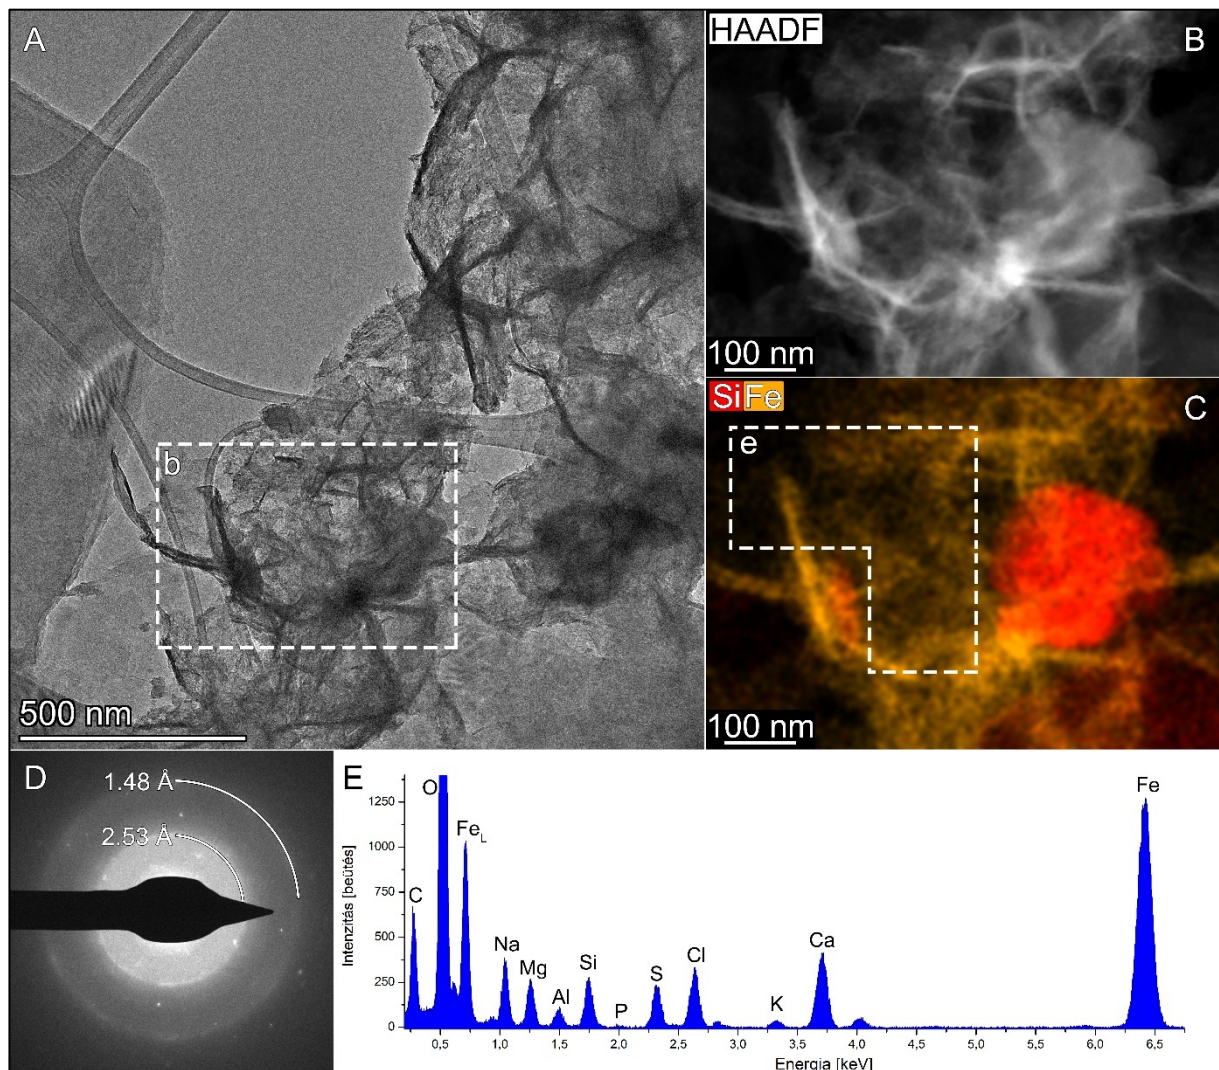 A
b
500 nm
HAADF
B
100 nm
SiFe
C
e
100 nm
D
1.48 Å
2.53 Å
E
Intenzitás [beütés]
1250
1000
750
500
250
0
O
C
Fe_L
Na
Mg
Al
Si
P
S
Cl
K
Ca
Fe
0,5 1,0 1,5 2,0 2,5 3,0 3,5 4,0 4,5 5,0 5,5 6,0 6,5
Energia [keV]